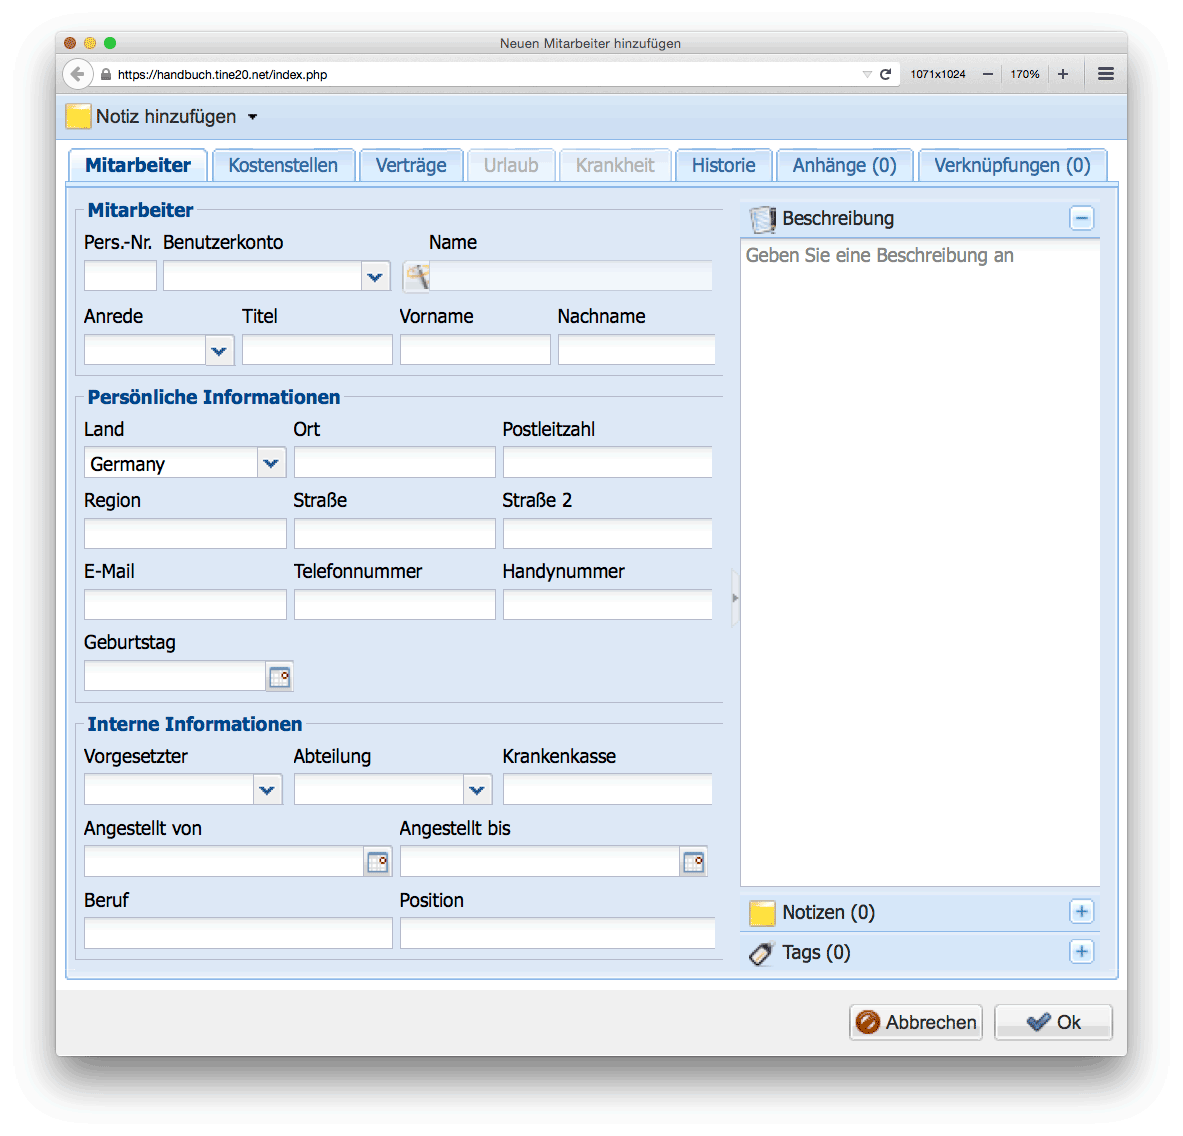 Neuen Mitarbeiter hinzufügen
https://handbuch.tine20.net/index.php 1071x1024 170%
Notiz hinzufügen
Mitarbeiter Kostenstellen Verträge Urlaub Krankheit Historie Anhänge (0) Verknüpfungen (0)
Mitarbeiter
Pers.-Nr. Benutzerkonto Name
Anrede Titel Vorname Nachname
Persönliche Informationen
Land Ort Postleitzahl
Germany
Region Straße Straße 2
E-Mail Telefonnummer Handynummer
Geburtstag
Interne Informationen
Vorgesetzter Abteilung Krankenkasse
Angestellt von Angestellt bis
Beruf Position
Beschreibung
Geben Sie eine Beschreibung an
Notizen (0)
Tags (0)
Abbrechen Ok